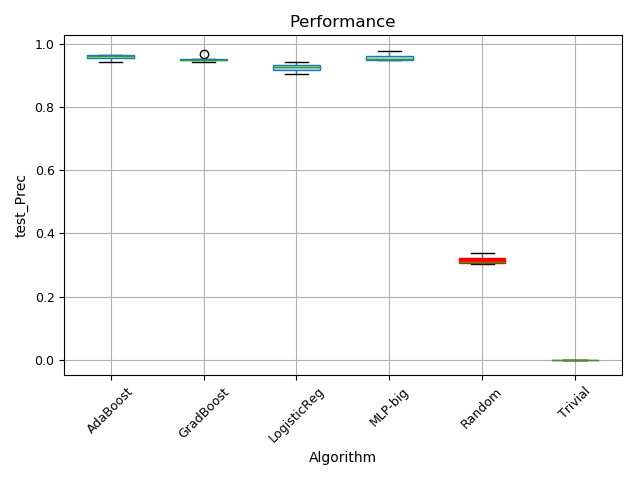 Performance
1.0
0.8
0.6
0.4
0.2
0.0
test_Prec
AdaBoost
GradBoost
LogisticReg
MLP-big
Random
Trivial
Algorithm